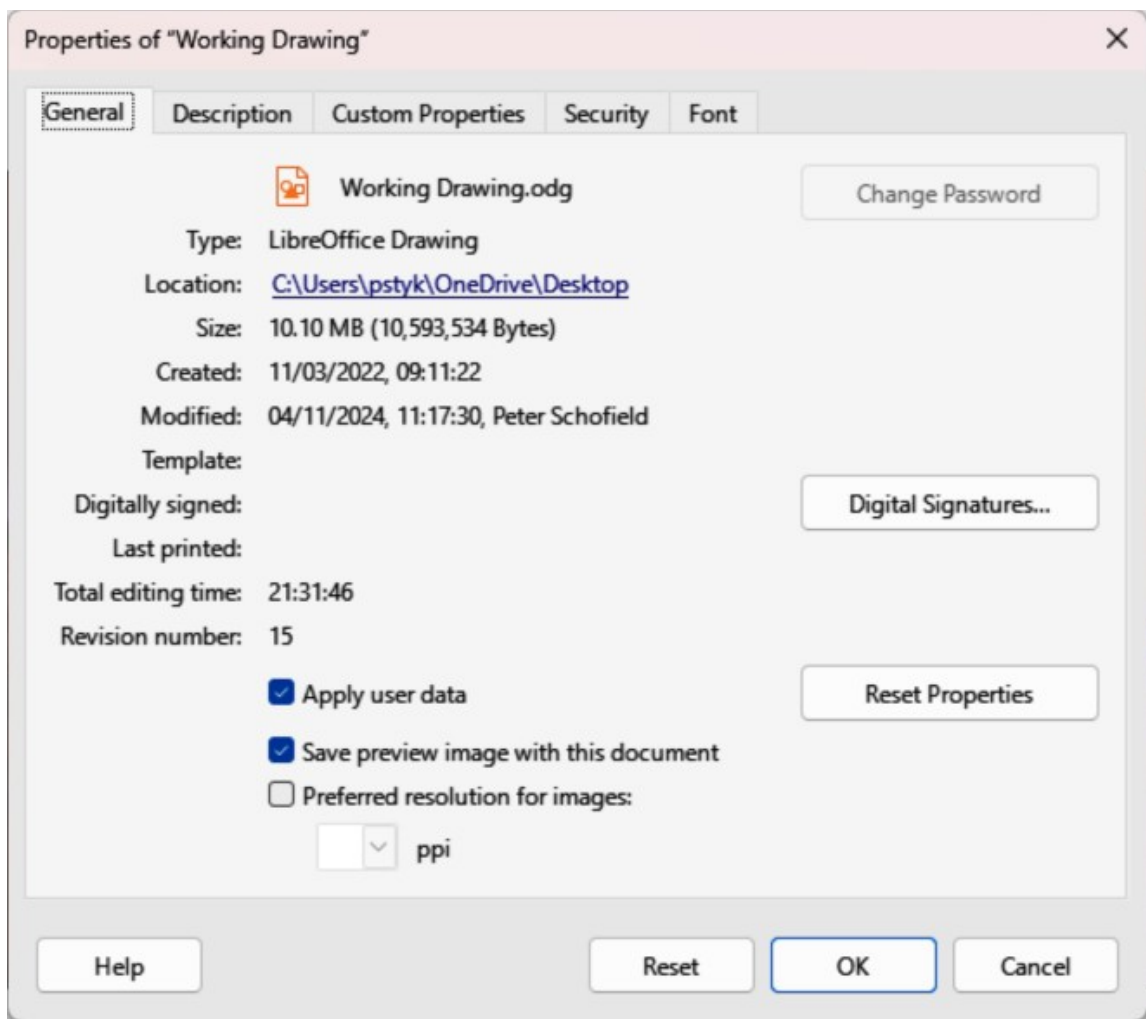 Properties of “Working Drawing”
General Description Custom Properties Security Font
Working Drawing.odg Change Password
Type: LibreOffice Drawing
Location: C:\Users\pstyk\OneDrive\Desktop
Size: 10.10 MB (10,593,534 Bytes)
Created: 11/03/2022, 09:11:22
Modified: 04/11/2024, 11:17:30, Peter Schofield
Template:
Digitally signed: Digital Signatures...
Last printed:
Total editing time: 21:31:46
Revision number: 15
Apply user data Reset Properties
Save preview image with this document
Preferred resolution for images:
ppi
Help Reset OK Cancel